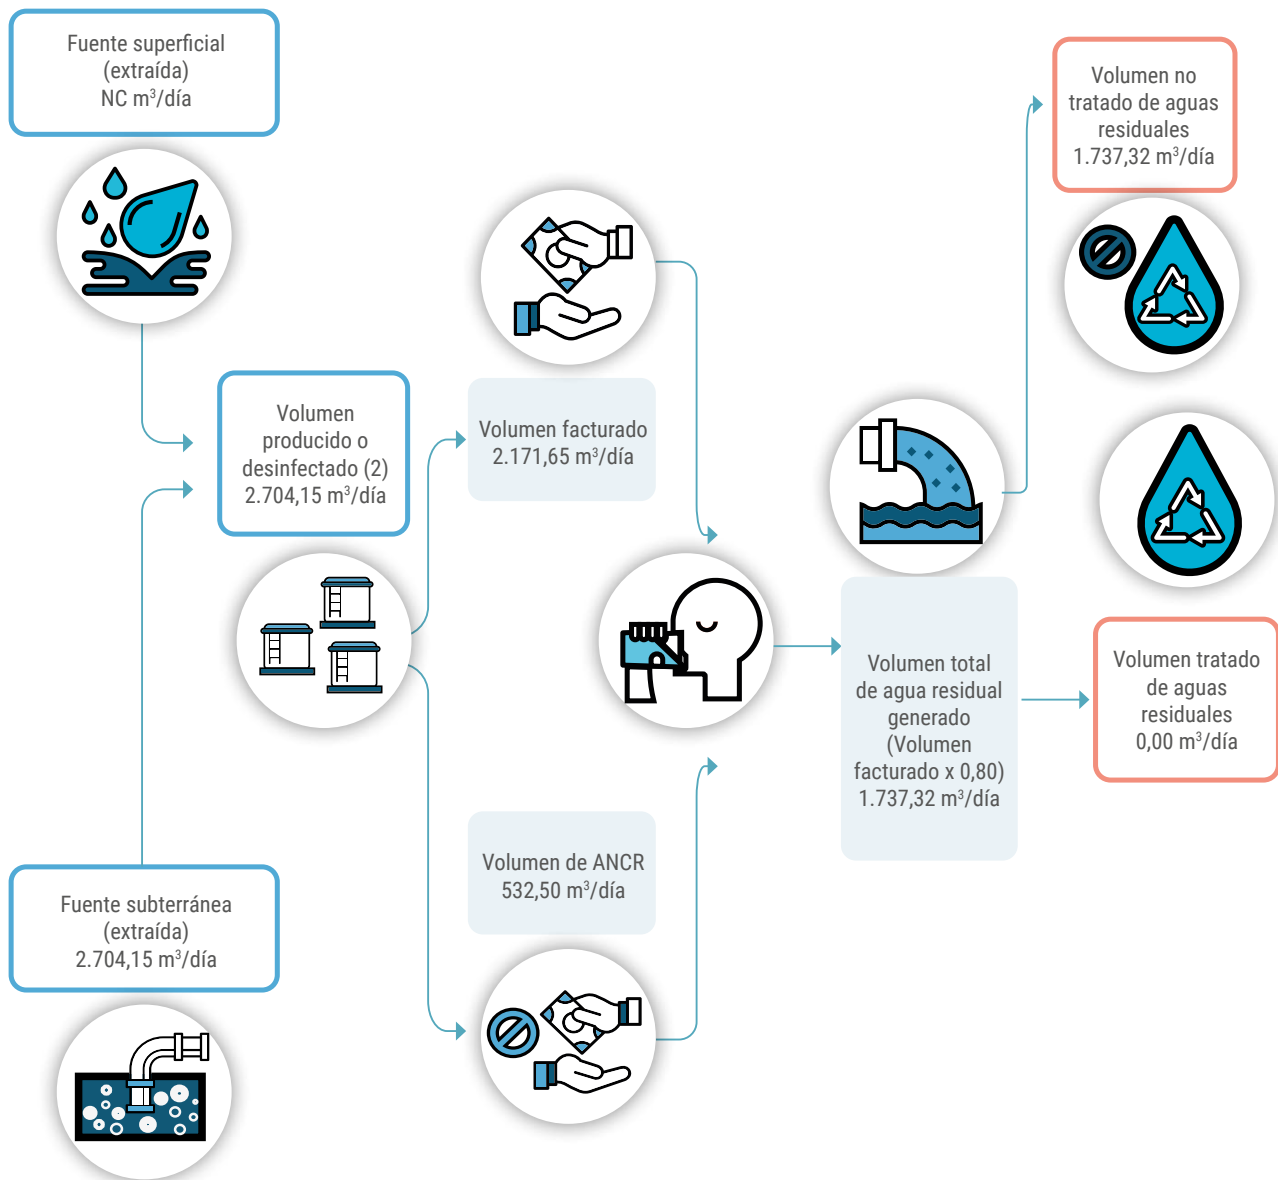 Fuente superficial
(extraída)
NC m³/día
Volumen no
tratado de aguas
residuales
1.737,32 m³/día
Volumen
producido o
desinfectado (2)
2.704,15 m³/día
Volumen facturado
2.171,65 m³/día
Volumen total
de agua residual
generado
(Volumen
facturado x 0,80)
1.737,32 m³/día
Volumen tratado
de aguas
residuales
0,00 m³/día
Volumen de ANCR
532,50 m³/día
Fuente subterránea
(extraída)
2.704,15 m³/día